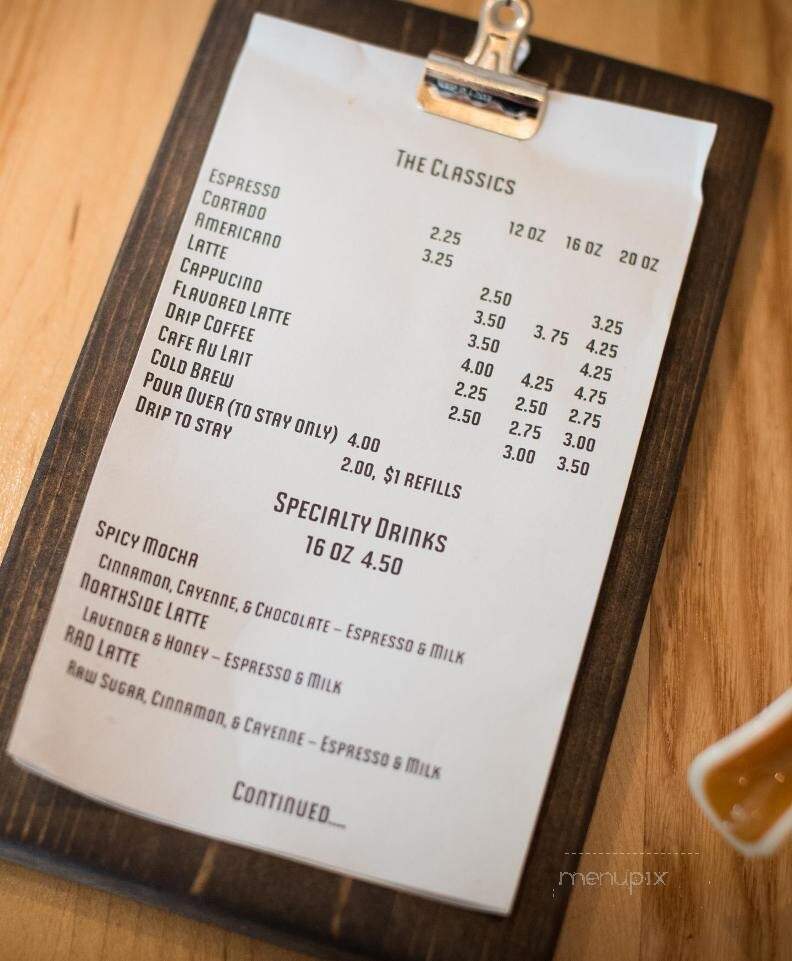 The Classics
12 oz 16 oz 20 oz
Espresso 2.25
Cortado 3.25
Americano 2.50 3.25
Latte 3.50 3.75 4.25
Cappucino 3.50 4.25
Flavored Latte 4.00 4.25 4.75
Drip Coffee 2.25 2.50 2.75
Cafe Au Lait 2.50 2.75 3.00
Cold Brew 3.00 3.50
Pour Over (to stay only) 4.00
Drip to stay 2.00, $1 refills
Specialty Drinks
16 oz 4.50
Spicy Mocha
Cinnamon, Cayenne, & Chocolate – Espresso & Milk
NorthSide Latte
Lavender & Honey – Espresso & Milk
Rad Latte
Raw Sugar, Cinnamon, & Cayenne – Espresso & Milk
Continued....
menupix